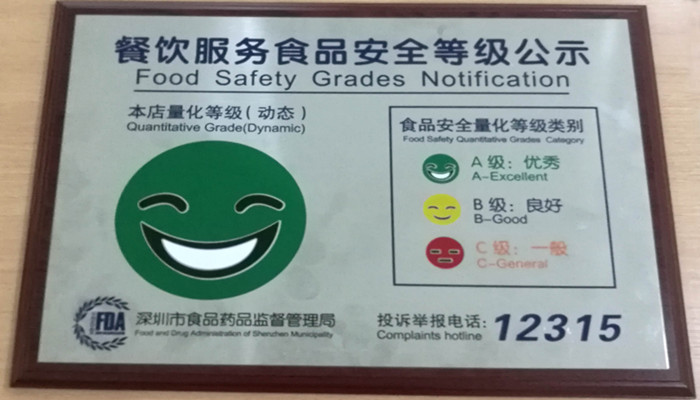 餐饮服务食品安全等级公示
Food Safety Grades Notification
本店量化等级(动态)
Quantitative Grade(Dynamic)
食品安全量化等级类别
Food Safety Quantitative Grades Category
A级:优秀
A-Excellent
B级:良好
B-Good
C级:一般
C-General
FDA
深圳市食品药品监督管理局
Food and Drug Administration of Shenzhen Municipality
投诉举报电话:
Complaints hotline
12315